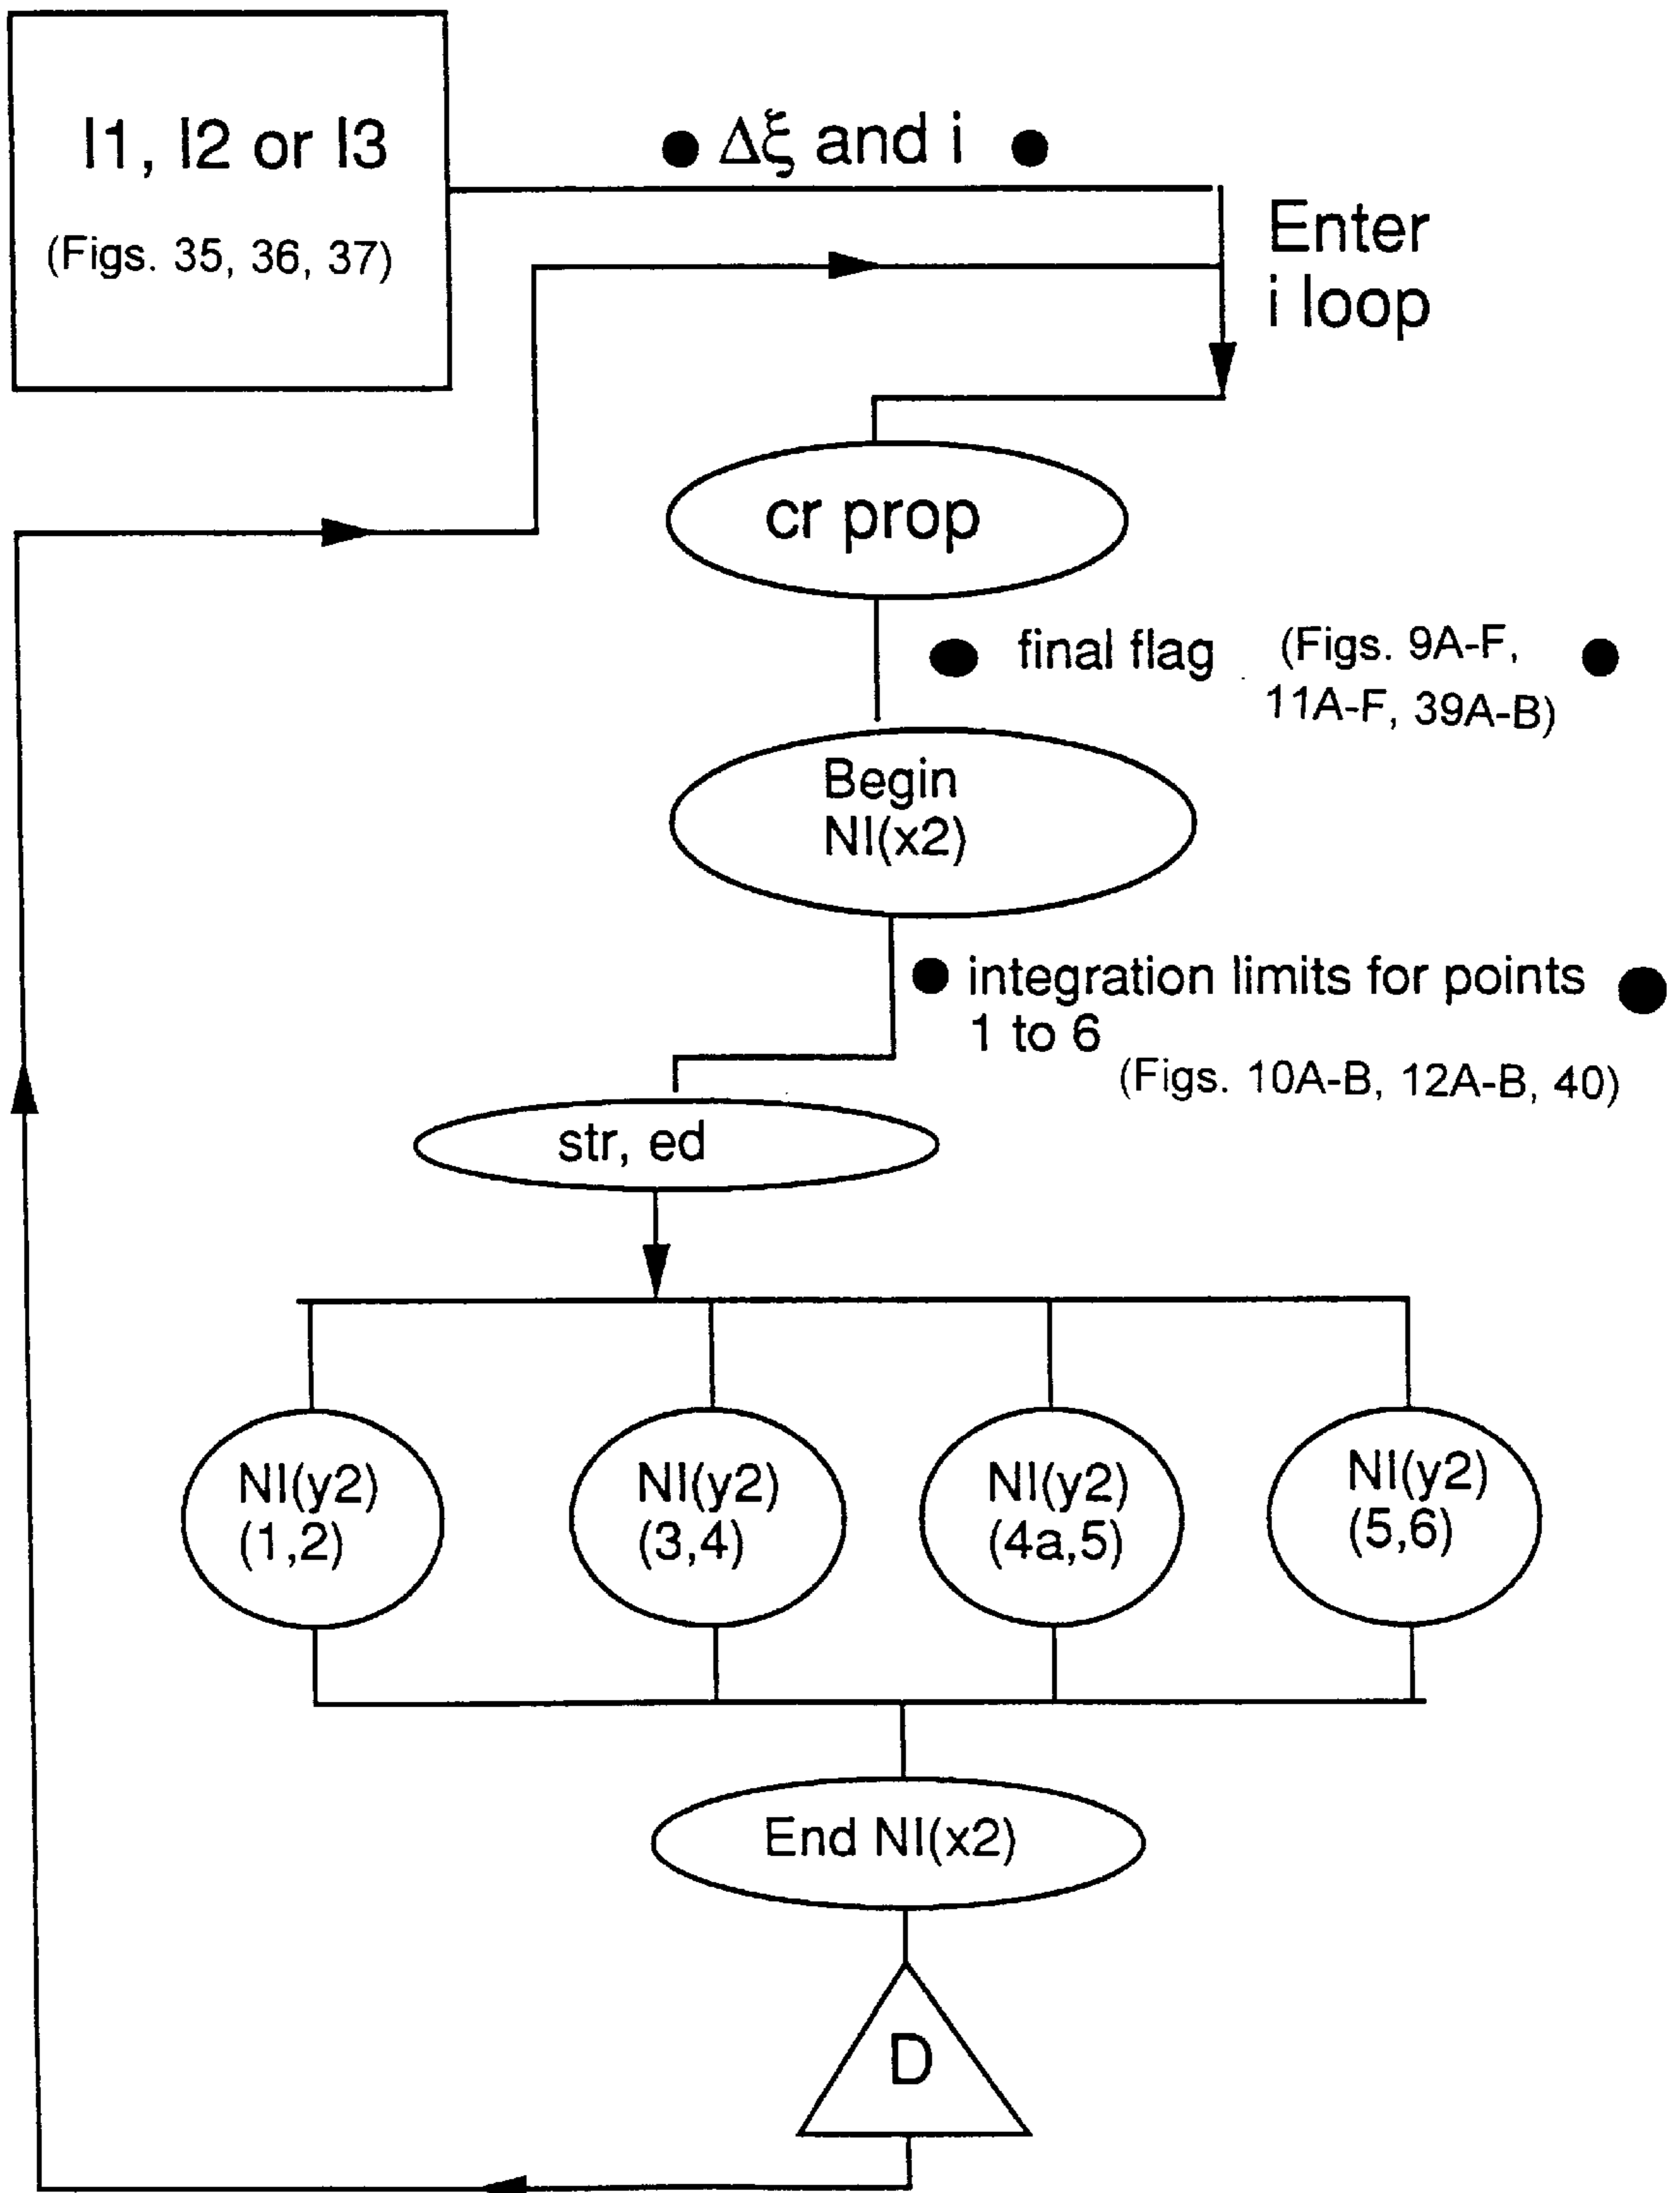 I1, I2 or I3
(Figs. 35, 36, 37)
● Δξ and i ●
Enter
i loop
cr prop
● final flag (Figs. 9A-F, ●
11A-F, 39A-B)
Begin
NI(x2)
● integration limits for points ●
1 to 6
(Figs. 10A-B, 12A-B, 40)
str, ed
NI(y2)
(1,2)
NI(y2)
(3,4)
NI(y2)
(4a,5)
NI(y2)
(5,6)
End NI(x2)
D